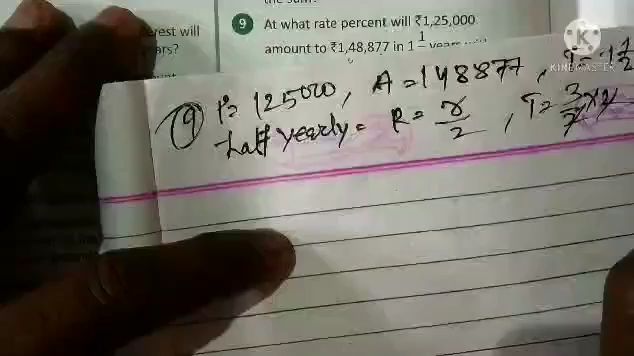 erest will
ars?
9 At what rate percent will ₹1,25,000
amount to ₹1,48,877 in 1 1/2 years
K
KINEMASTER
(9) P= 125000, A=148877, T= 1 1/2
half yearly = R= r/2, T= 3/2×2